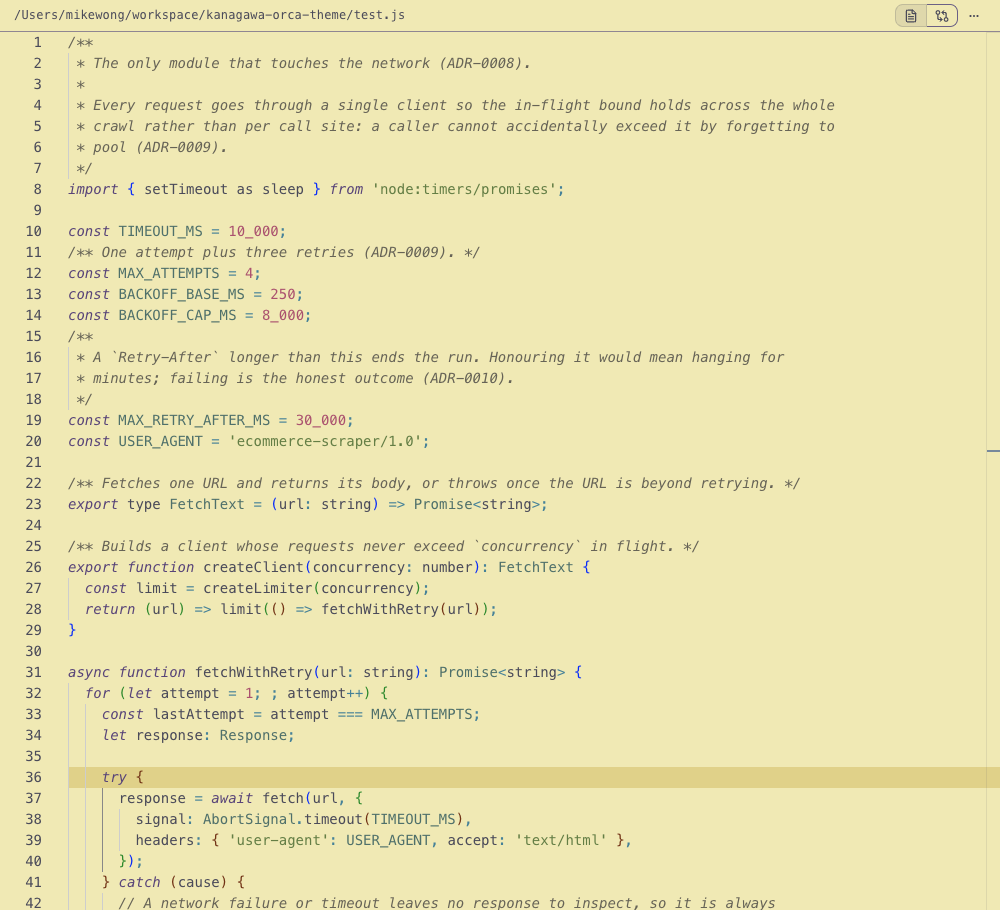 /Users/mikewong/workspace/kanagawa-orca-theme/test.js
1 /**
2  * The only module that touches the network (ADR-0008).
3  *
4  * Every request goes through a single client so the in-flight bound holds across the whole
5  * crawl rather than per call site: a caller cannot accidentally exceed it by forgetting to
6  * pool (ADR-0009).
7  */
8 import { setTimeout as sleep } from 'node:timers/promises';
9
10 const TIMEOUT_MS = 10_000;
11 /** One attempt plus three retries (ADR-0009). */
12 const MAX_ATTEMPTS = 4;
13 const BACKOFF_BASE_MS = 250;
14 const BACKOFF_CAP_MS = 8_000;
15 /**
16  * A `Retry-After` longer than this ends the run. Honouring it would mean hanging for
17  * minutes; failing is the honest outcome (ADR-0010).
18  */
19 const MAX_RETRY_AFTER_MS = 30_000;
20 const USER_AGENT = 'ecommerce-scraper/1.0';
21
22 /** Fetches one URL and returns its body, or throws once the URL is beyond retrying. */
23 export type FetchText = (url: string) => Promise<string>;
24
25 /** Builds a client whose requests never exceed `concurrency` in flight. */
26 export function createClient(concurrency: number): FetchText {
27   const limit = createLimiter(concurrency);
28   return (url) => limit(() => fetchWithRetry(url));
29 }
30
31 async function fetchWithRetry(url: string): Promise<string> {
32   for (let attempt = 1; ; attempt++) {
33     const lastAttempt = attempt === MAX_ATTEMPTS;
34     let response: Response;
35
36     try {
37       response = await fetch(url, {
38         signal: AbortSignal.timeout(TIMEOUT_MS),
39         headers: { 'user-agent': USER_AGENT, accept: 'text/html' },
40       });
41     } catch (cause) {
42       // A network failure or timeout leaves no response to inspect, so it is always